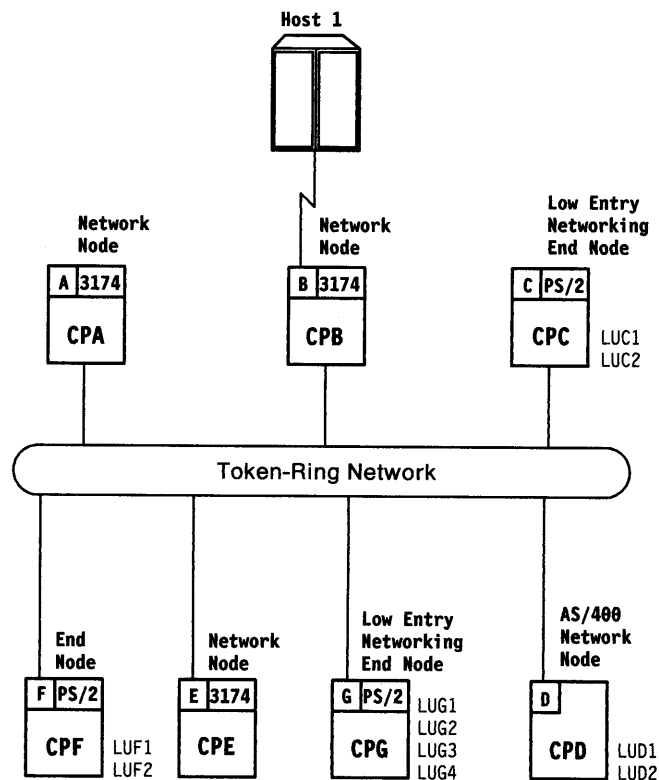 Host 1
Network
Node
A 3174
CPA
Network
Node
B 3174
CPB
Low Entry
Networking
End Node
C PS/2
CPC
LUC1
LUC2
Token-Ring Network
End
Node
F PS/2
CPF
LUF1
LUF2
Network
Node
E 3174
CPE
Low Entry
Networking
End Node
G PS/2
CPG
LUG1
LUG2
LUG3
LUG4
AS/400
Network
Node
D
CPD
LUD1
LUD2